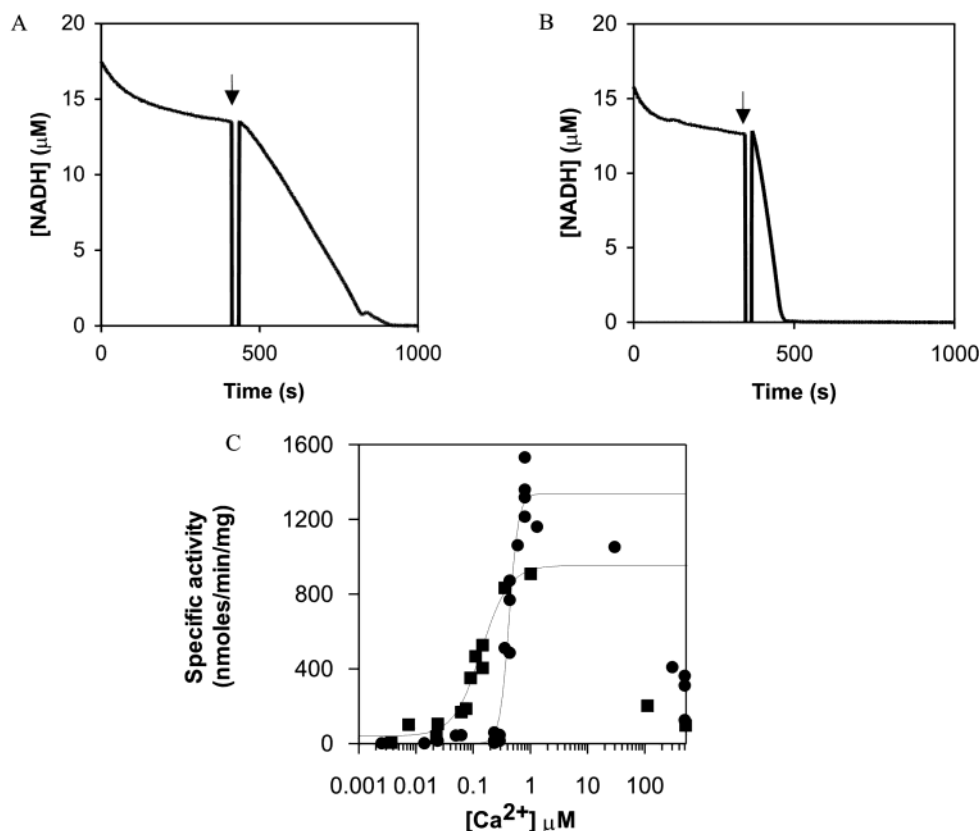 A
20
15
10
5
0
[NADH] (μM)
0 500 1000
Time (s)
B
20
15
10
5
0
[NADH] (μM)
0 500 1000
Time (s)
C
1600
1200
800
400
0
Specific activity
(nmoles/min/mg)
0.001 0.01 0.1 1 10 100
[Ca2+] μM